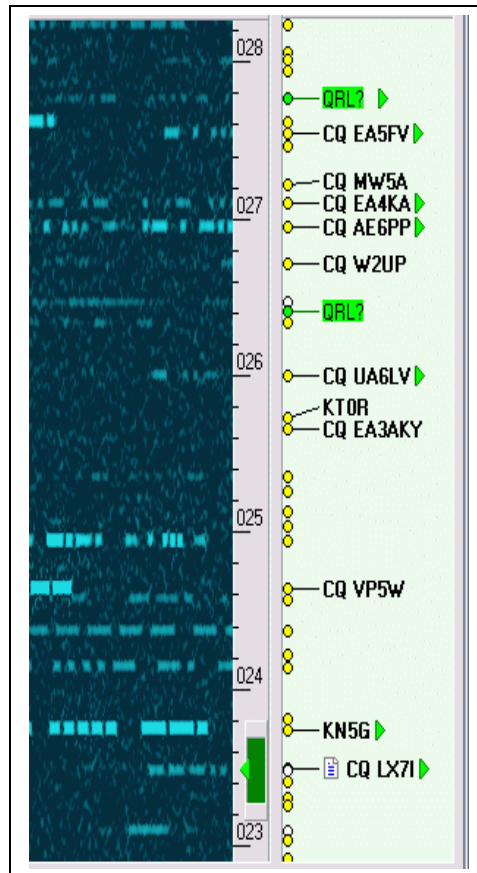 028
QRL?
CQ EA5FV
CQ MW5A
027
CQ EA4KA
CQ AE6PP
CQ W2UP
QRL?
026
CQ UA6LV
KT0R
CQ EA3AKY
025
CQ VP5W
024
KN5G
CQ LX7I
023